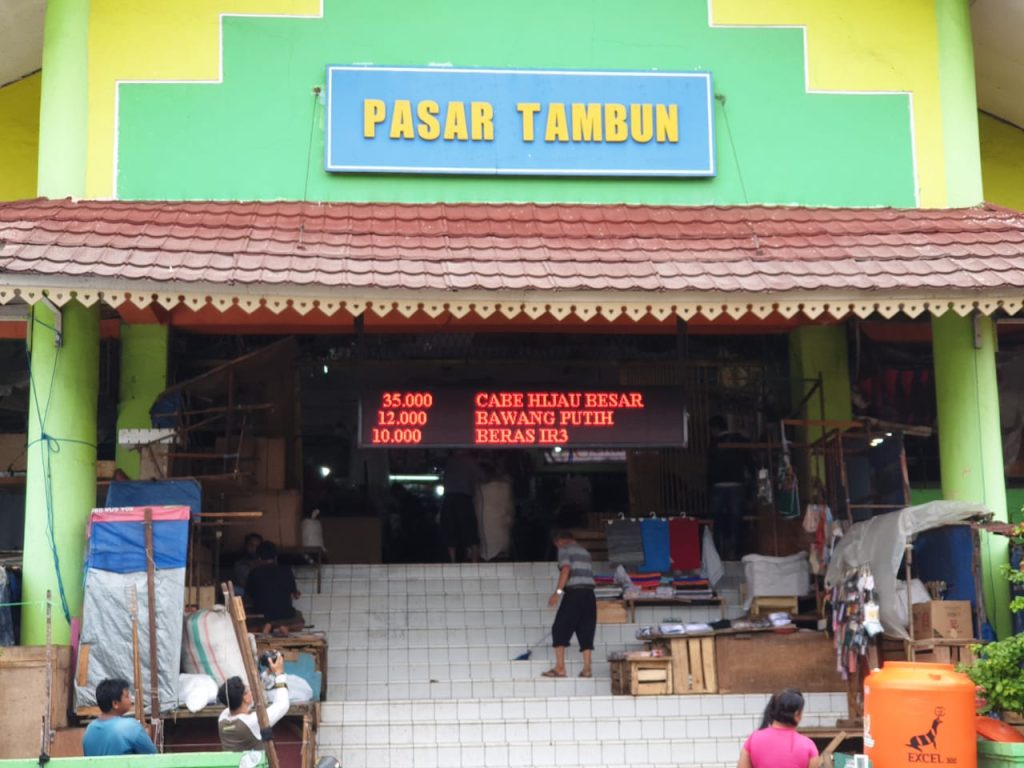 PASAR TAMBUN
35.000 CABE HIJAU BESAR
12.000 BAWANG PUTIH
10.000 BERAS IR3
EXCEL